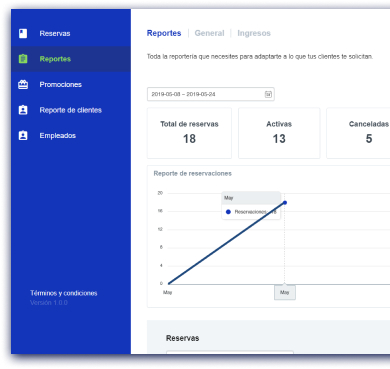 Reservas
Reportes
Promociones
Reporte de clientes
Empleados
Términos y condiciones
Versión 1.0.0
Reportes | General | Ingresos
Toda la reportería que necesites para adaptarte a lo que tus clientes te solicitan.
2019-05-08 – 2019-05-24
Total de reservas
18
Activas
13
Canceladas
5
Reporte de reservaciones
20
16
12
8
4
0
May
Reservaciones: 18
May
May
Reservas